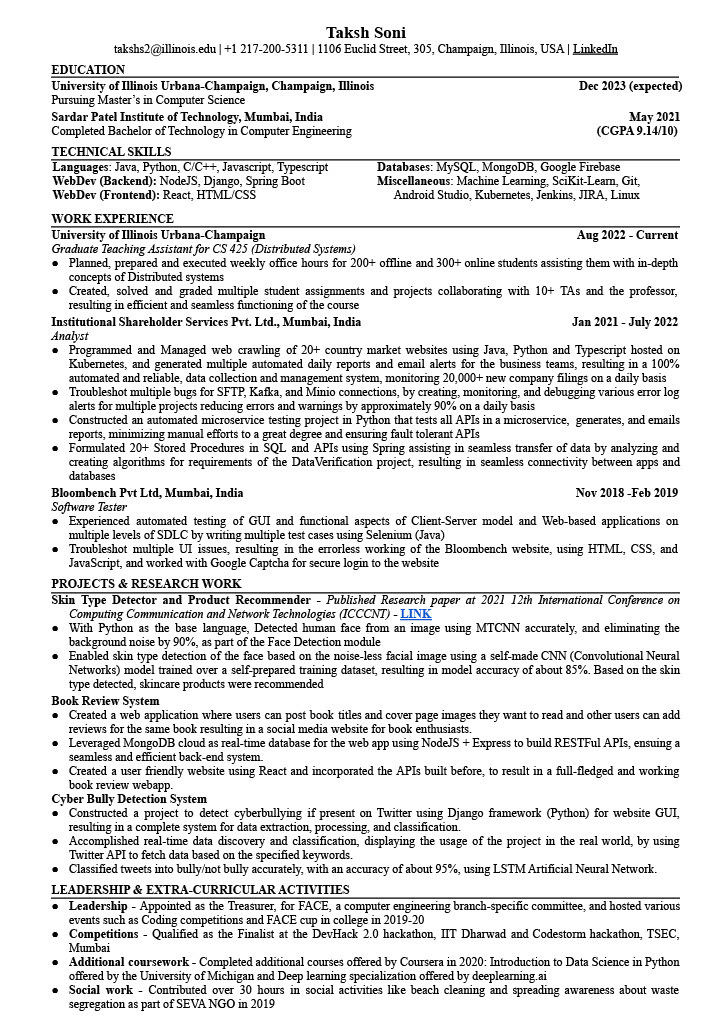 Taksh Soni
takshs2@illinois.edu | +1 217-200-5311 | 1106 Euclid Street, 305, Champaign, Illinois, USA | LinkedIn
EDUCATION
University of Illinois Urbana-Champaign, Champaign, Illinois Dec 2023 (expected)
Pursuing Master's in Computer Science
Sardar Patel Institute of Technology, Mumbai, India May 2021
Completed Bachelor of Technology in Computer Engineering (CGPA 9.14/10)
TECHNICAL SKILLS
Languages: Java, Python, C/C++, Javascript, Typescript Databases: MySQL, MongoDB, Google Firebase
WebDev (Backend): NodeJS, Django, Spring Boot Miscellaneous: Machine Learning, SciKit-Learn, Git,
WebDev (Frontend): React, HTML/CSS Android Studio, Kubernetes, Jenkins, JIRA, Linux
WORK EXPERIENCE
University of Illinois Urbana-Champaign Aug 2022 - Current
Graduate Teaching Assistant for CS 425 (Distributed Systems)
● Planned, prepared and executed weekly office hours for 200+ offline and 300+ online students assisting them with in-depth
concepts of Distributed systems
● Created, solved and graded multiple student assignments and projects collaborating with 10+ TAs and the professor,
resulting in efficient and seamless functioning of the course
Institutional Shareholder Services Pvt. Ltd., Mumbai, India Jan 2021 - July 2022
Analyst
● Programmed and Managed web crawling of 20+ country market websites using Java, Python and Typescript hosted on
Kubernetes, and generated multiple automated daily reports and email alerts for the business teams, resulting in a 100%
automated and reliable, data collection and management system, monitoring 20,000+ new company filings on a daily basis
● Troubleshot multiple bugs for SFTP, Kafka, and Minio connections, by creating, monitoring, and debugging various error log
alerts for multiple projects reducing errors and warnings by approximately 90% on a daily basis
● Constructed an automated microservice testing project in Python that tests all APIs in a microservice, generates, and emails
reports, minimizing manual efforts to a great degree and ensuring fault tolerant APIs
● Formulated 20+ Stored Procedures in SQL and APIs using Spring assisting in seamless transfer of data by analyzing and
creating algorithms for requirements of the DataVerification project, resulting in seamless connectivity between apps and
databases
Bloombench Pvt Ltd, Mumbai, India Nov 2018 -Feb 2019
Software Tester
● Experienced automated testing of GUI and functional aspects of Client-Server model and Web-based applications on
multiple levels of SDLC by writing multiple test cases using Selenium (Java)
● Troubleshot multiple UI issues, resulting in the errorless working of the Bloombench website, using HTML, CSS, and
JavaScript, and worked with Google Captcha for secure login to the website
PROJECTS & RESEARCH WORK
Skin Type Detector and Product Recommender - Published Research paper at 2021 12th International Conference on
Computing Communication and Network Technologies (ICCCNT) - LINK
● With Python as the base language, Detected human face from an image using MTCNN accurately, and eliminating the
background noise by 90%, as part of the Face Detection module
● Enabled skin type detection of the face based on the noise-less facial image using a self-made CNN (Convolutional Neural
Networks) model trained over a self-prepared training dataset, resulting in model accuracy of about 85%. Based on the skin
type detected, skincare products were recommended
Book Review System
● Created a web application where users can post book titles and cover page images they want to read and other users can add
reviews for the same book resulting in a social media website for book enthusiasts.
● Leveraged MongoDB cloud as real-time database for the web app using NodeJS + Express to build RESTFul APIs, ensuing a
seamless and efficient back-end system.
● Created a user friendly website using React and incorporated the APIs built before, to result in a full-fledged and working
book review webapp.
Cyber Bully Detection System
● Constructed a project to detect cyberbullying if present on Twitter using Django framework (Python) for website GUI,
resulting in a complete system for data extraction, processing, and classification.
● Accomplished real-time data discovery and classification, displaying the usage of the project in the real world, by using
Twitter API to fetch data based on the specified keywords.
● Classified tweets into bully/not bully accurately, with an accuracy of about 95%, using LSTM Artificial Neural Network.
LEADERSHIP & EXTRA-CURRICULAR ACTIVITIES
● Leadership - Appointed as the Treasurer, for FACE, a computer engineering branch-specific committee, and hosted various
events such as Coding competitions and FACE cup in college in 2019-20
● Competitions - Qualified as the Finalist at the DevHack 2.0 hackathon, IIT Dharwad and Codestorm hackathon, TSEC,
Mumbai
● Additional coursework - Completed additional courses offered by Coursera in 2020: Introduction to Data Science in Python
offered by the University of Michigan and Deep learning specialization offered by deeplearning.ai
● Social work - Contributed over 30 hours in social activities like beach cleaning and spreading awareness about waste
segregation as part of SEVA NGO in 2019